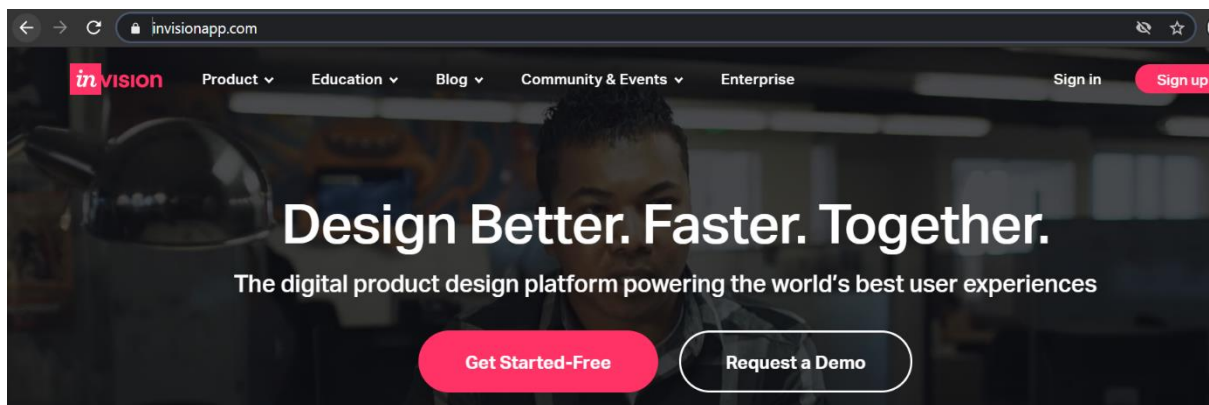 invisionapp.com
inVISION Product Education Blog Community & Events Enterprise Sign in Sign up
Design Better. Faster. Together.
The digital product design platform powering the world's best user experiences
Get Started-Free Request a Demo